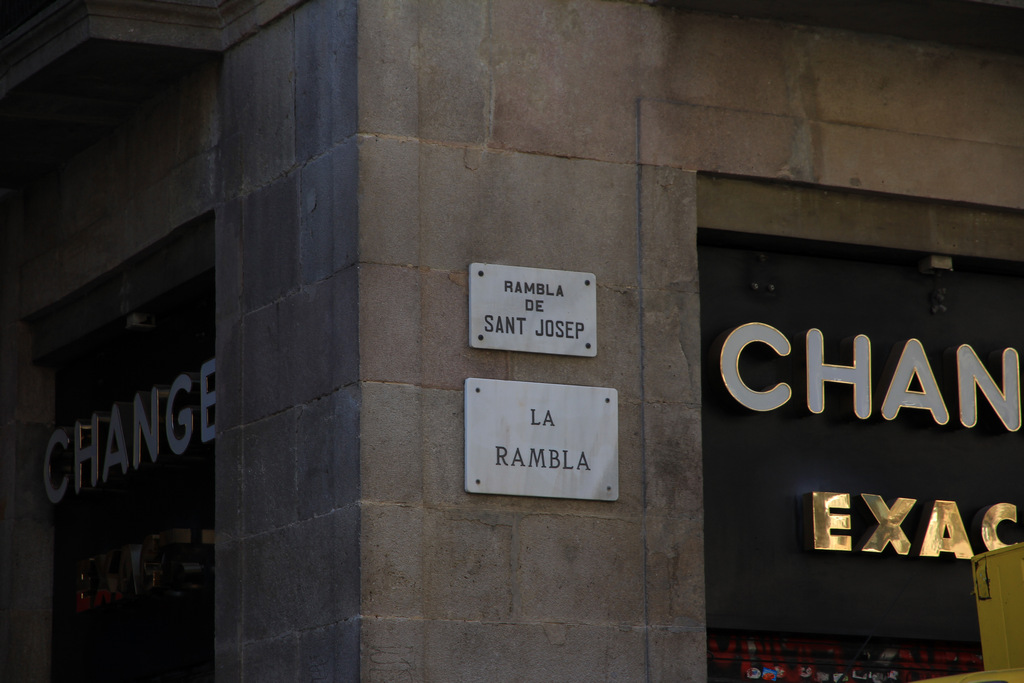 CHANGE
RAMBLA
DE
SANT JOSEP
LA
RAMBLA
CHAN
EXAC